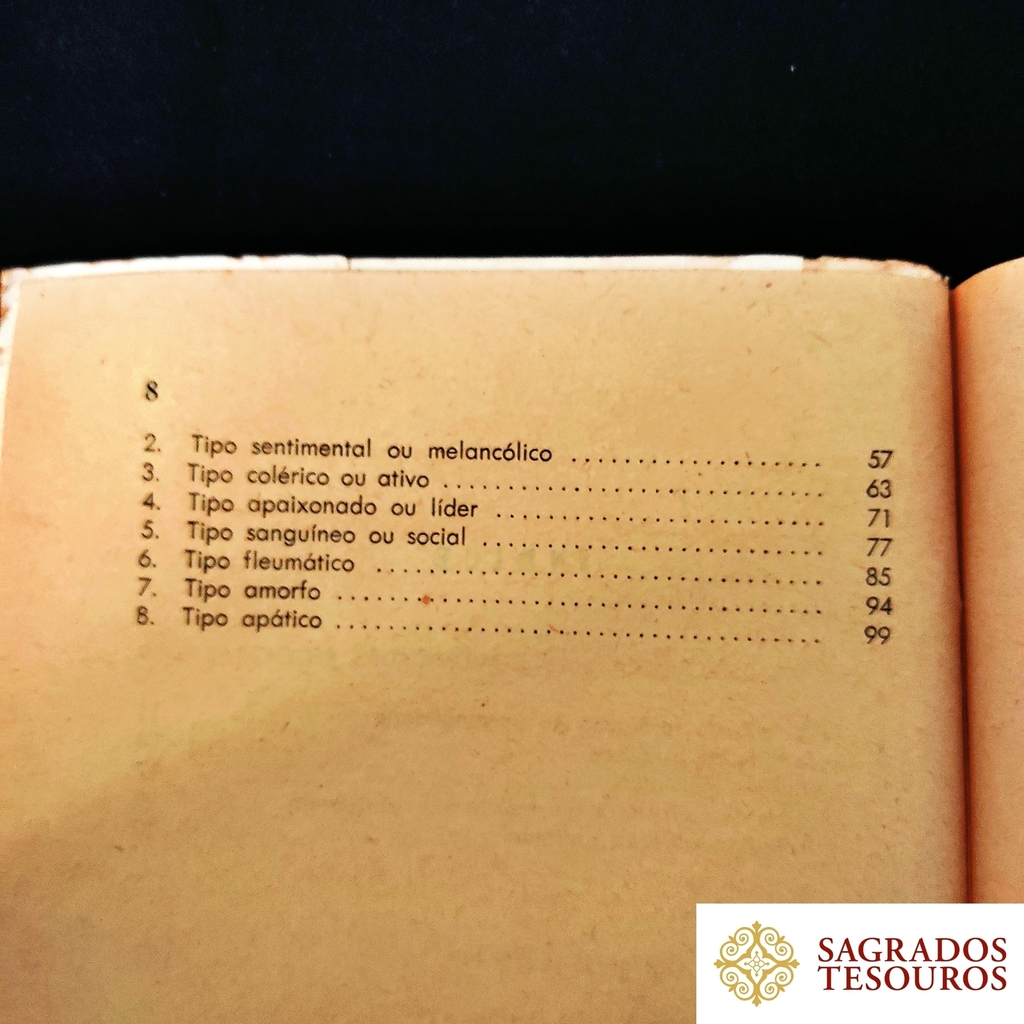 8
2. Tipo sentimental ou melancólico .................... 57
3. Tipo colérico ou ativo .............................. 63
4. Tipo apaixonado ou líder .......................... 71
5. Tipo sanguíneo ou social ........................... 77
6. Tipo fleumático .................................... 85
7. Tipo amorfo ....................................... 94
8. Tipo apático ....................................... 99
SAGRADOS
TESOUROS